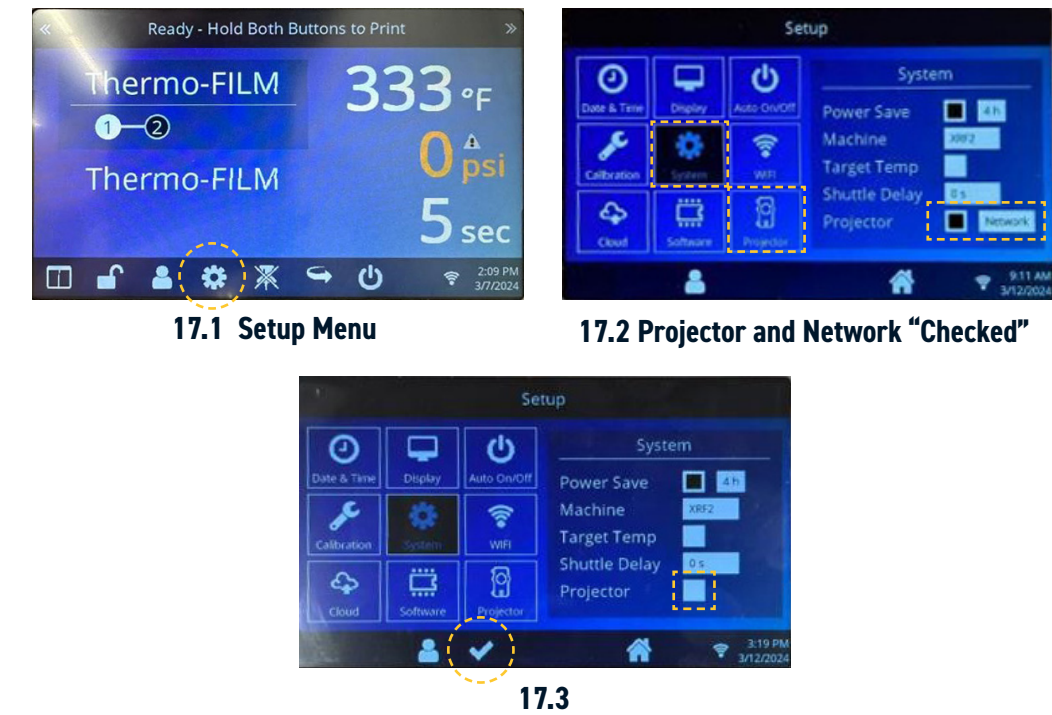 « Ready - Hold Both Buttons to Print »
Thermo-FILM
1 2
Thermo-FILM
333 °F
0 psi
5 sec
2:09 PM
3/7/2024
17.1 Setup Menu
Setup
Date & Time
Display
Auto On/Off
Calibration
System
WIFI
Cloud
Software
Projector
System
Power Save 4 h
Machine XRF2
Target Temp
Shuttle Delay 0 s
Projector Network
9:11 AM
3/12/2024
17.2 Projector and Network “Checked”
Setup
Date & Time
Display
Auto On/Off
Calibration
System
WIFI
Cloud
Software
Projector
System
Power Save 4 h
Machine XRF2
Target Temp
Shuttle Delay 0 s
Projector
3:19 PM
3/12/2024
17.3